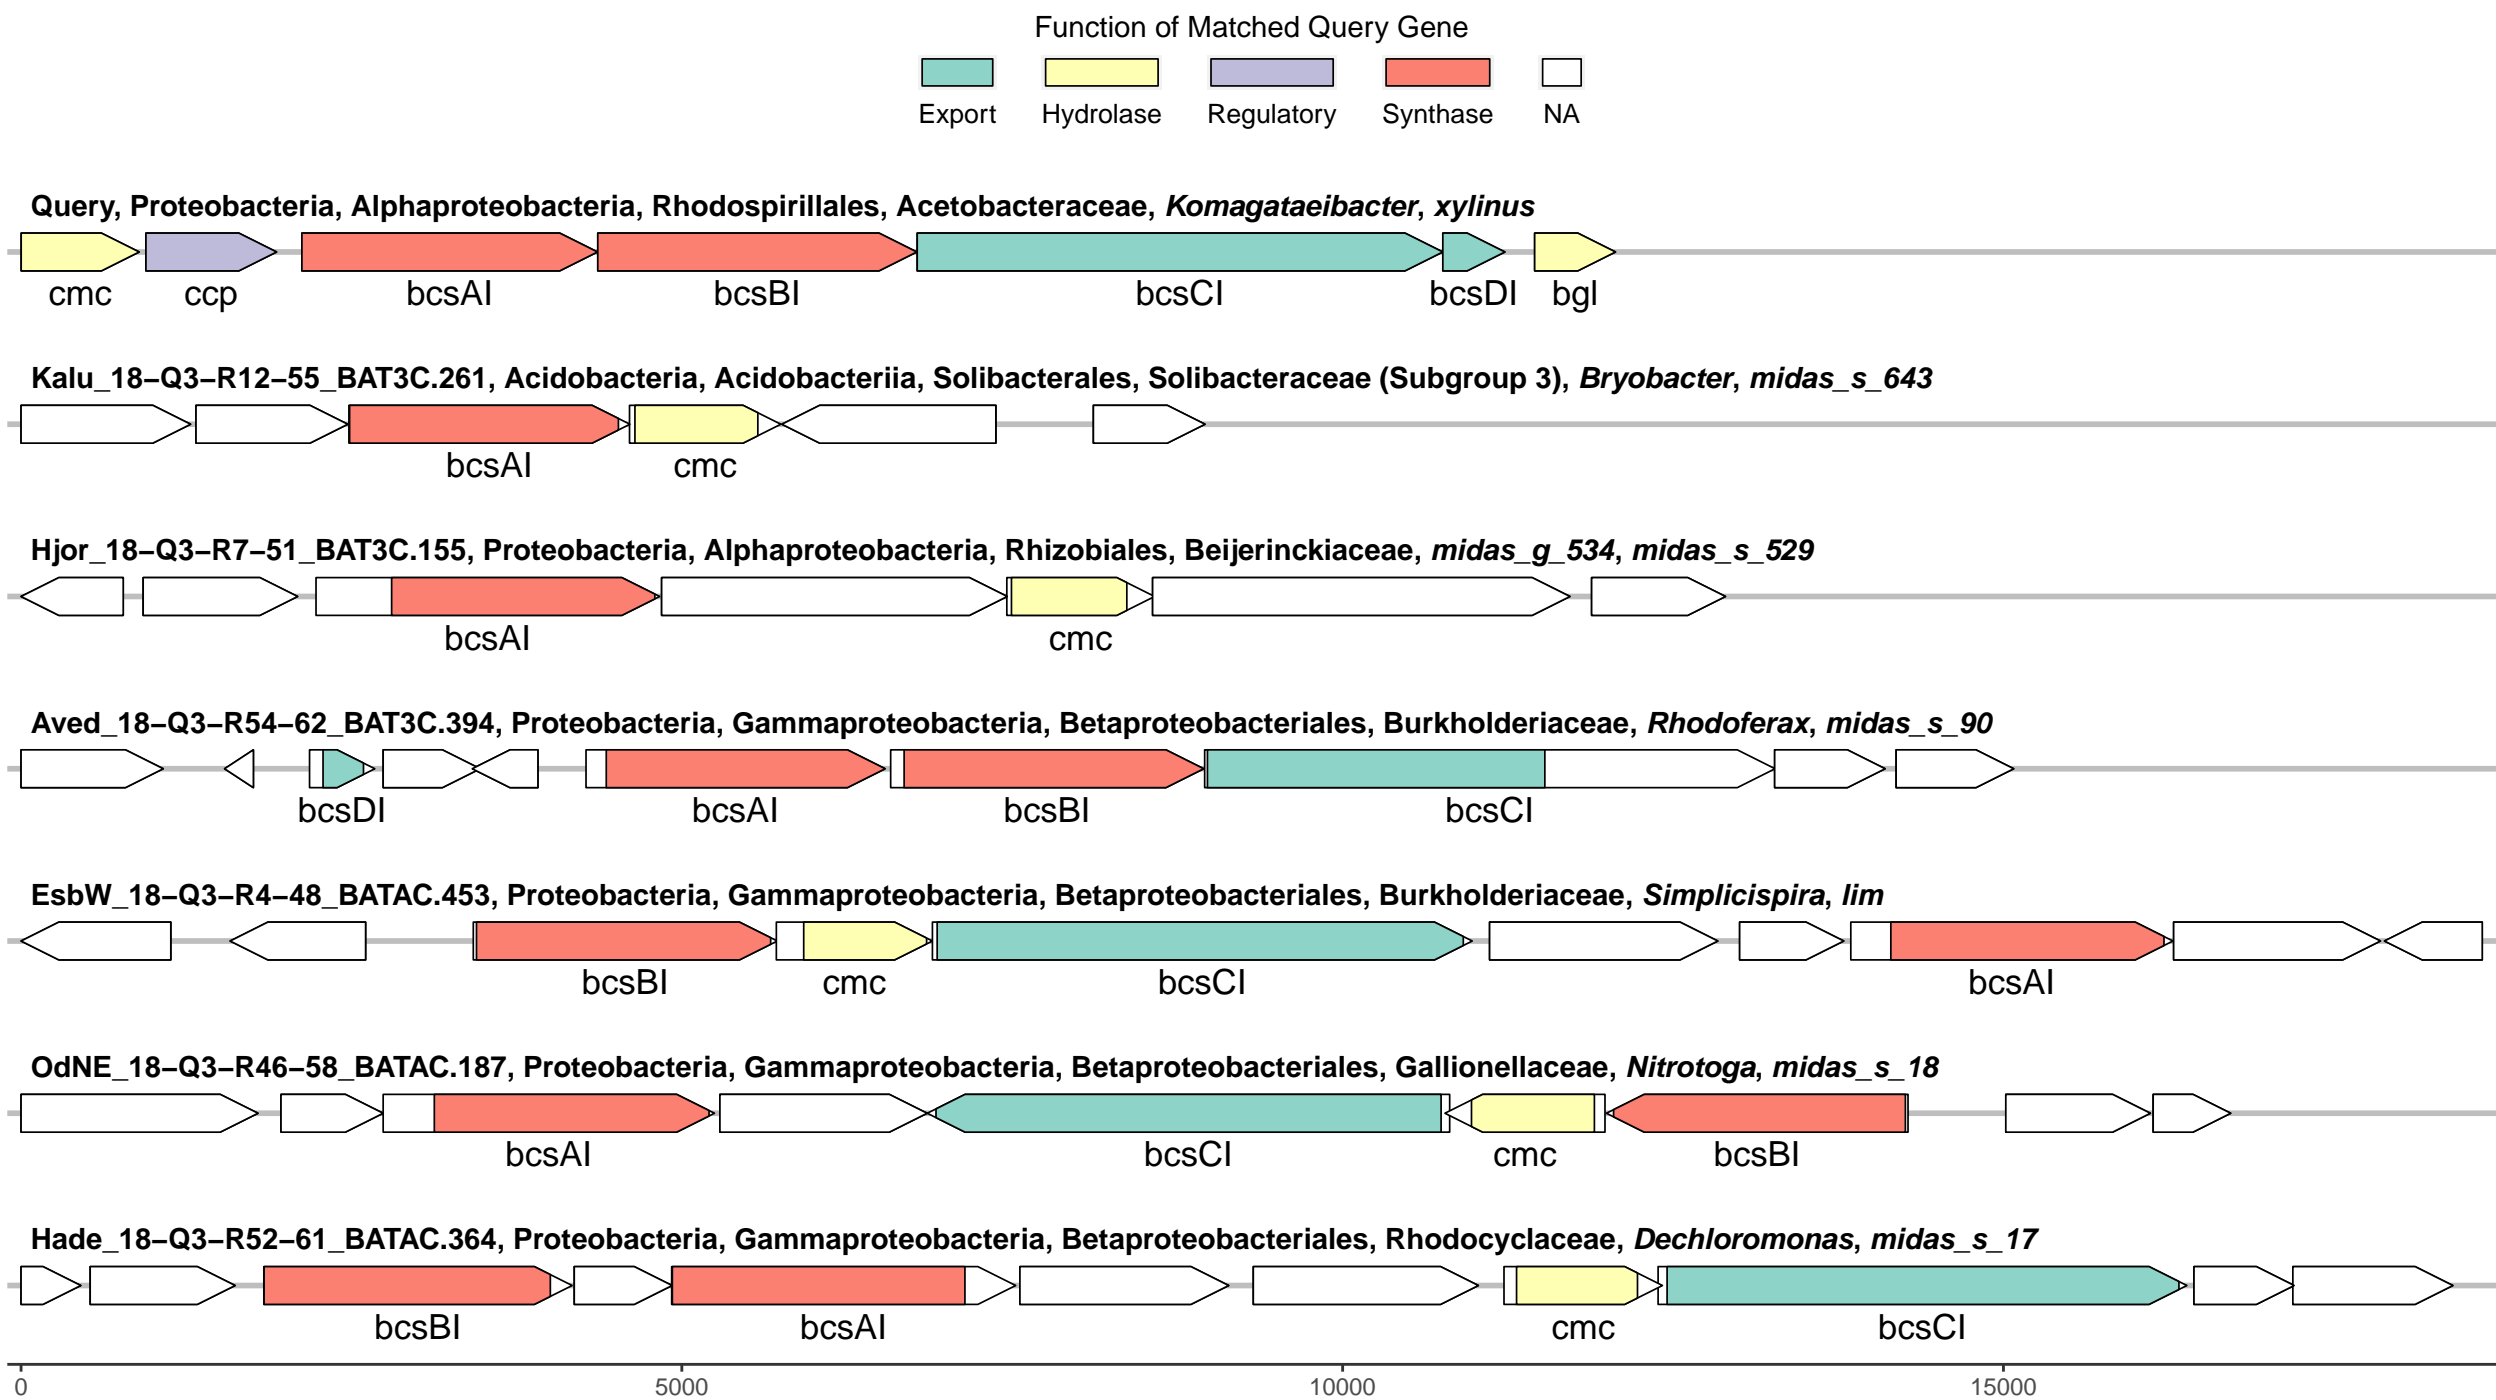 Function of Matched Query Gene
Export Hydrolase Regulatory Synthase NA
Query, Proteobacteria, Alphaproteobacteria, Rhodospirillales, Acetobacteraceae, Komagataeibacter, xylinus
cmc ccp bcsAI bcsBI bcsCI bcsDI bgl
Kalu_18–Q3–R12–55_BAT3C.261, Acidobacteria, Acidobacteriia, Solibacterales, Solibacteraceae (Subgroup 3), Bryobacter, midas_s_643
bcsAI cmc
Hjor_18–Q3–R7–51_BAT3C.155, Proteobacteria, Alphaproteobacteria, Rhizobiales, Beijerinckiaceae, midas_g_534, midas_s_529
bcsAI cmc
Aved_18–Q3–R54–62_BAT3C.394, Proteobacteria, Gammaproteobacteria, Betaproteobacteriales, Burkholderiaceae, Rhodoferax, midas_s_90
bcsDI bcsAI bcsBI bcsCI
EsbW_18–Q3–R4–48_BATAC.453, Proteobacteria, Gammaproteobacteria, Betaproteobacteriales, Burkholderiaceae, Simplicispira, lim
bcsBI cmc bcsCI bcsAI
OdNE_18–Q3–R46–58_BATAC.187, Proteobacteria, Gammaproteobacteria, Betaproteobacteriales, Gallionellaceae, Nitrotoga, midas_s_18
bcsAI bcsCI cmc bcsBI
Hade_18–Q3–R52–61_BATAC.364, Proteobacteria, Gammaproteobacteria, Betaproteobacteriales, Rhodocyclaceae, Dechloromonas, midas_s_17
bcsBI bcsAI cmc bcsCI
0 5000 10000 15000